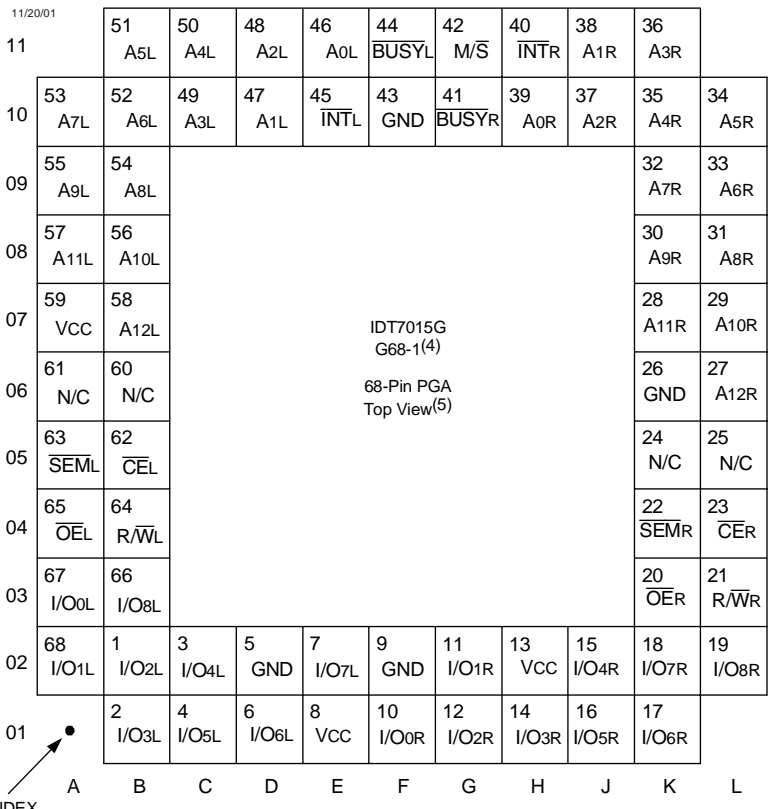 11/20/01
11
51 50 48 46 44 42 40 38 36
A5L A4L A2L A0L BUSYL M/S INTR A1R A3R
10
53 52 49 47 45 43 41 39 37 35 34
A7L A6L A3L A1L INTL GND BUSYR A0R A2R A4R A5R
09
55 54 32 33
A9L A8L A7R A6R
08
57 56 30 31
A11L A10L A9R A8R
07
59 58 28 29
VCC A12L A11R A10R
IDT7015G
G68-1(4)
06
61 60 26 27
N/C N/C GND A12R
68-Pin PGA
Top View(5)
05
63 62 24 25
SEML CEL N/C N/C
04
65 64 22 23
OEL R/WL SEMR CER
03
67 66 20 21
I/O0L I/O8L OER R/WR
02
68 1 3 5 7 9 11 13 15 18 19
I/O1L I/O2L I/O4L GND I/O7L GND I/O1R VCC I/O4R I/O7R I/O8R
01
2 4 6 8 10 12 14 16 17
I/O3L I/O5L I/O6L VCC I/O0R I/O2R I/O3R I/O5R I/O6R
A B C D E F G H J K L